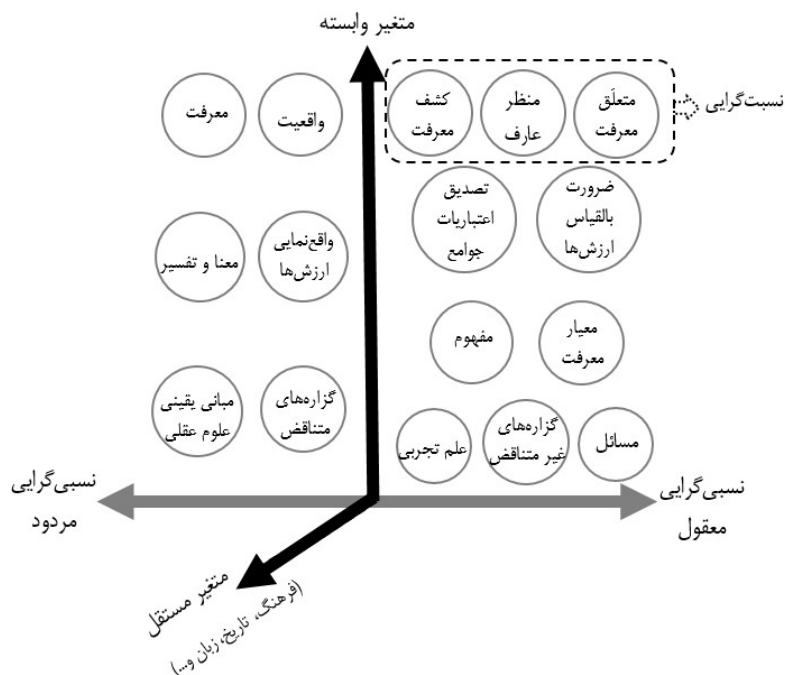 متغیر وابسته
نسبت‌گرایی
متعلَق
معرفت
منظر
عارف
کشف
معرفت
واقعیت
معرفت
ضرورت
بالقیاس
ارزش‌ها
تصدیق
اعتباریات
جوامع
واقع‌نمایی
ارزش‌ها
معنا و تفسیر
معیار
معرفت
مفهوم
گزاره‌های
متناقض
مبانی یقینی
علوم عقلی
مسائل
گزاره‌های
غیر متناقض
علم تجربی
نسبی‌گرایی
معقول
نسبی‌گرایی
مردود
متغیر مستقل
(فرهنگ، تاریخ، زبان و...)